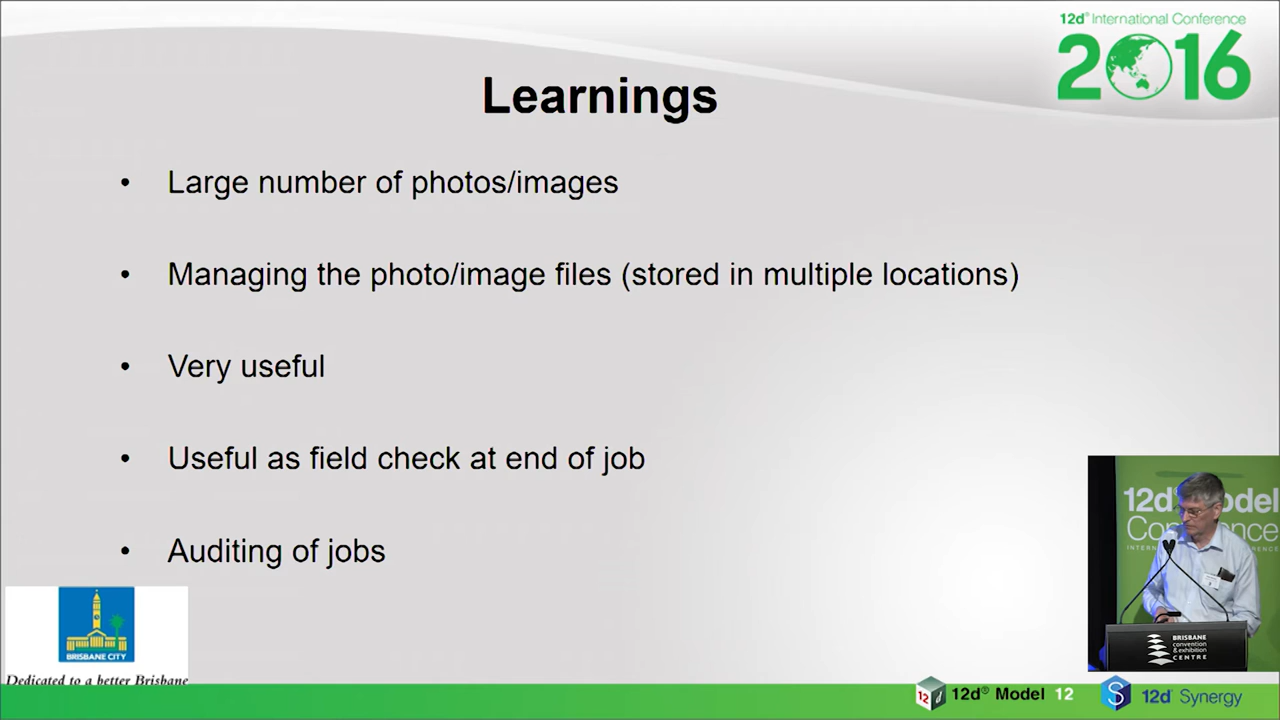 12d® International Conference
2016
Learnings
• Large number of photos/images
• Managing the photo/image files (stored in multiple locations)
• Very useful
• Useful as field check at end of job
• Auditing of jobs
12d® Model
Conference
INTERNATIONAL
BRISBANE
convention
& exhibition
CENTRE
BRISBANE CITY
Dedicated to a better Brisbane
12d® Model 12
12d® Synergy